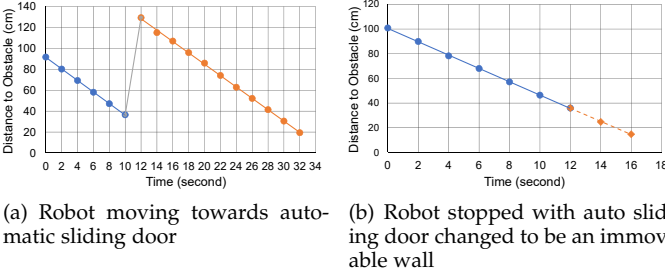 140
120
100
80
60
40
20
0
Distance to Obstacle (cm)
0 2 4 6 8 10 12 14 16 18 20 22 24 26 28 30 32 34
Time (second)
(a) Robot moving towards auto-
matic sliding door
120
100
80
60
40
20
0
Distance to Obstacle (cm)
0 2 4 6 8 10 12 14 16 18
Time (second)
(b) Robot stopped with auto slid-
ing door changed to be an immov-
able wall